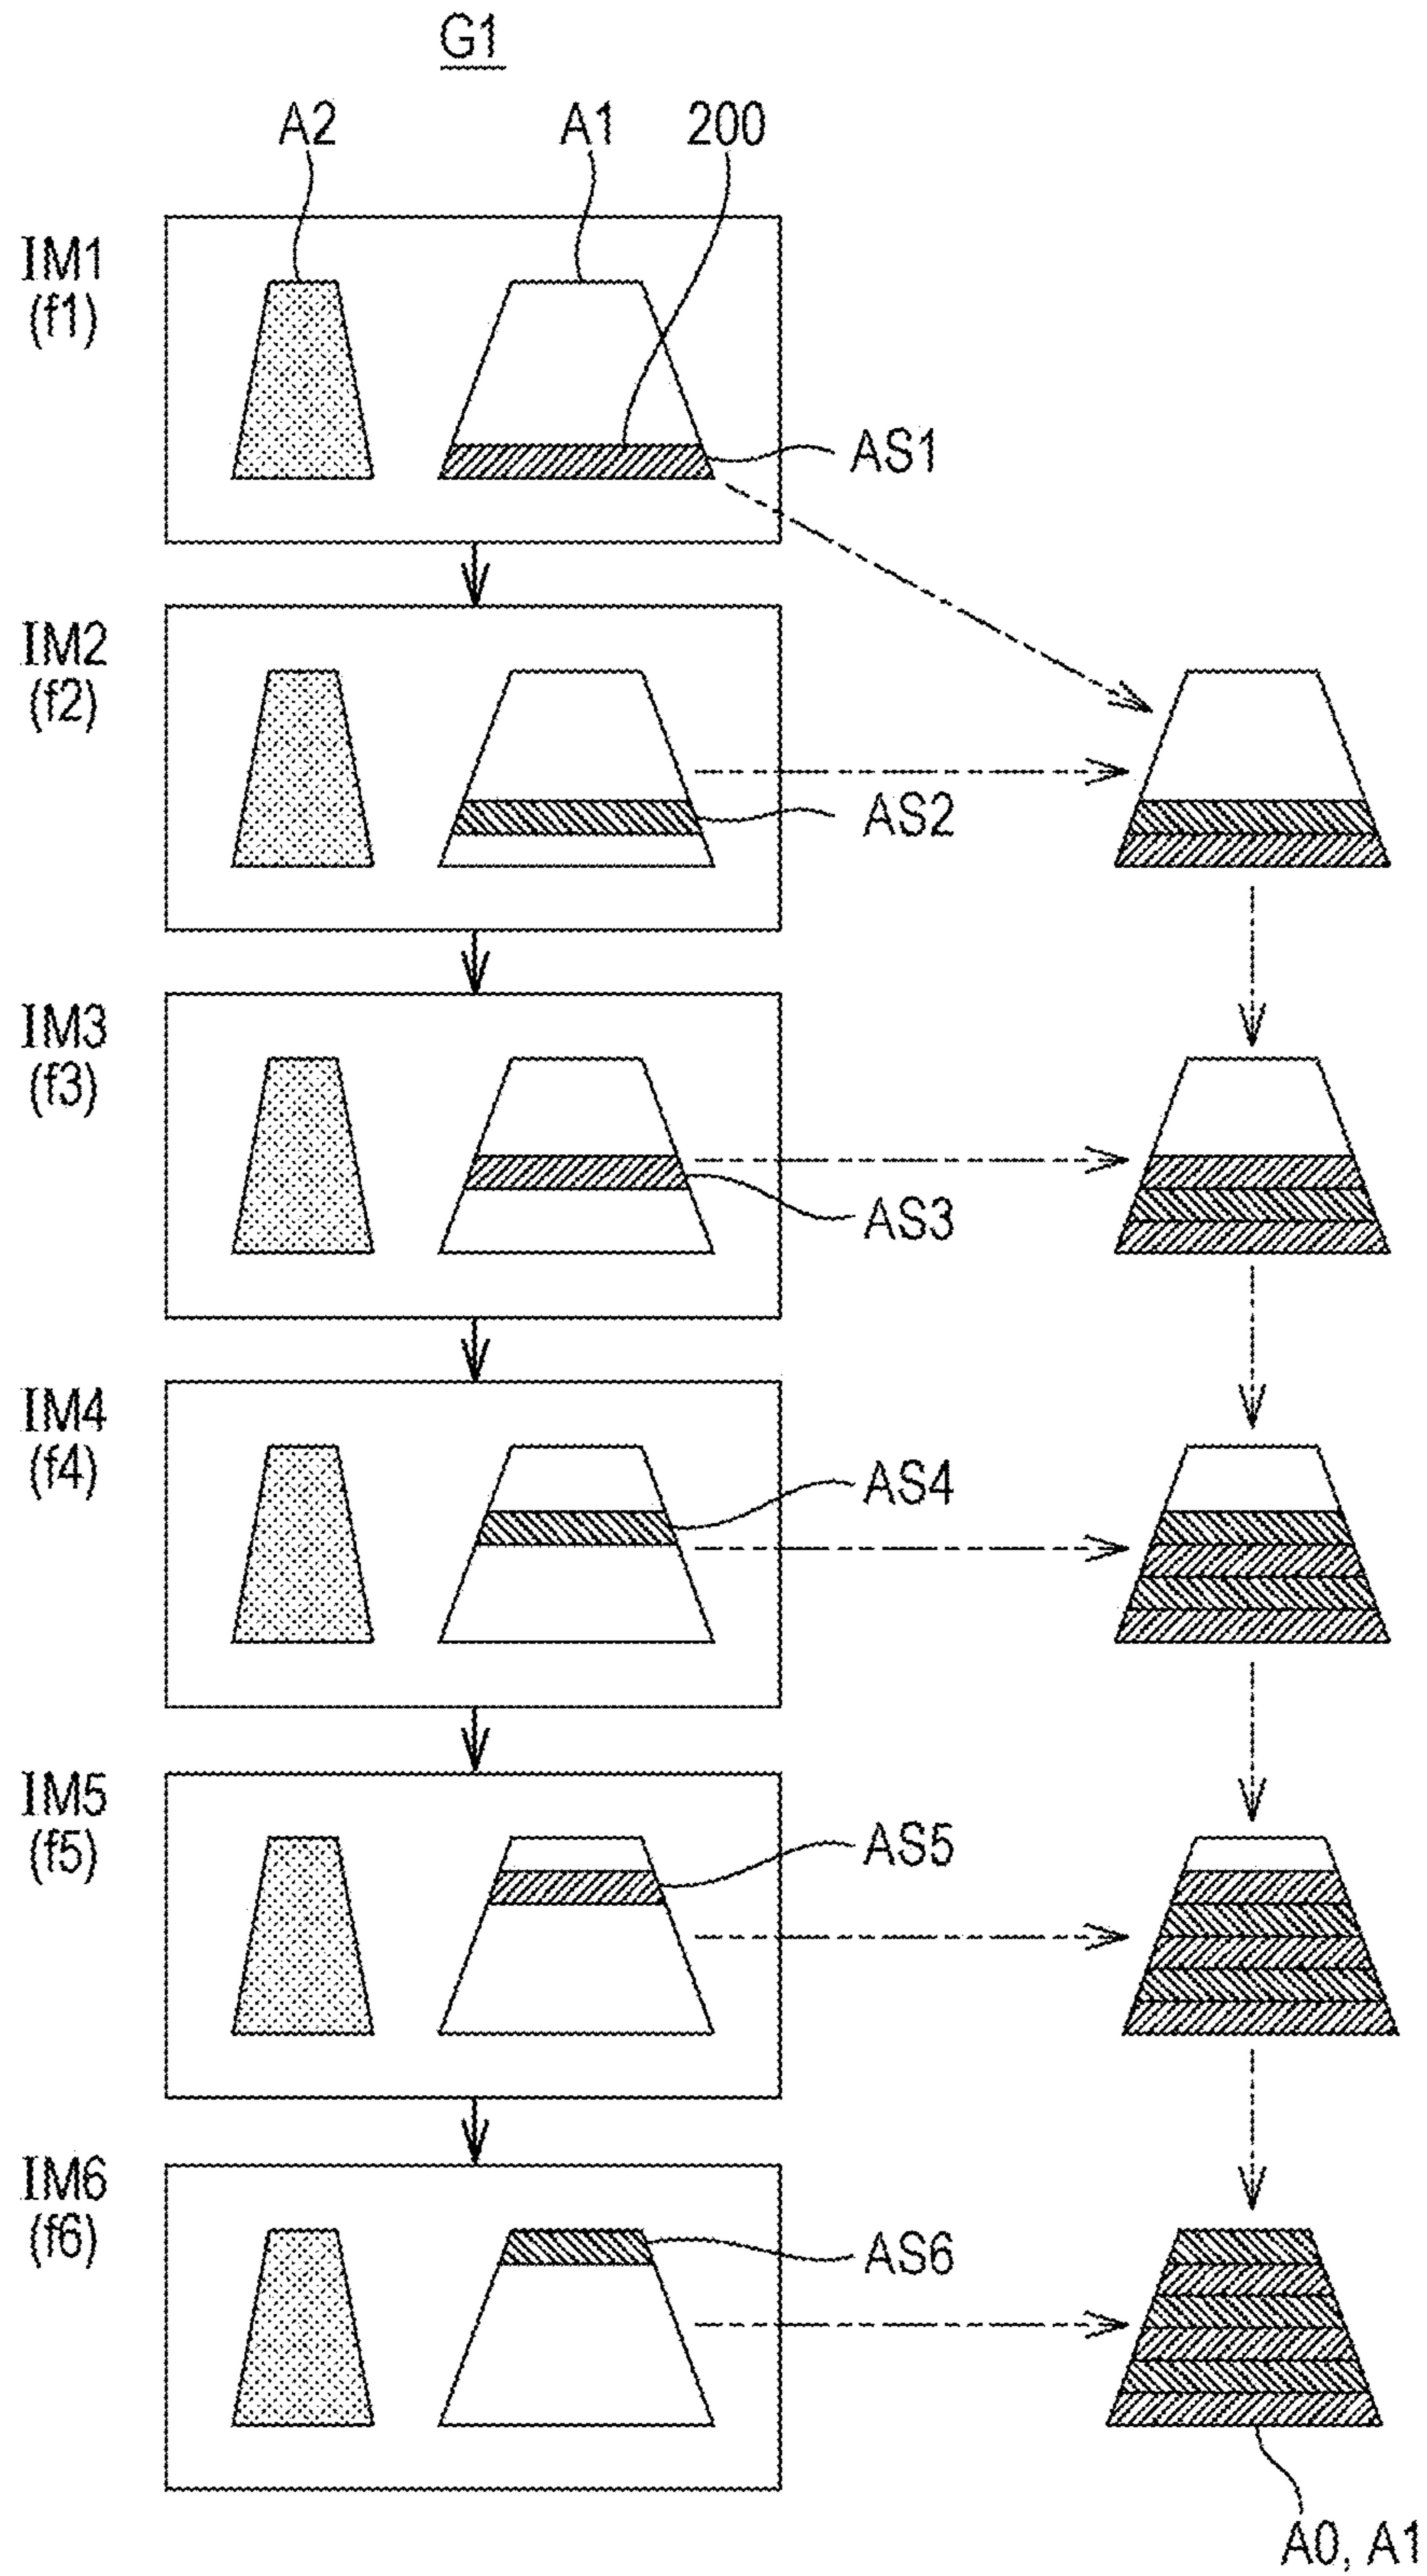 G1
A2 A1 200
IM1
(f1)
AS1
IM2
(f2)
AS2
IM3
(f3)
AS3
IM4
(f4)
AS4
IM5
(f5)
AS5
IM6
(f6)
AS6
A0, A1